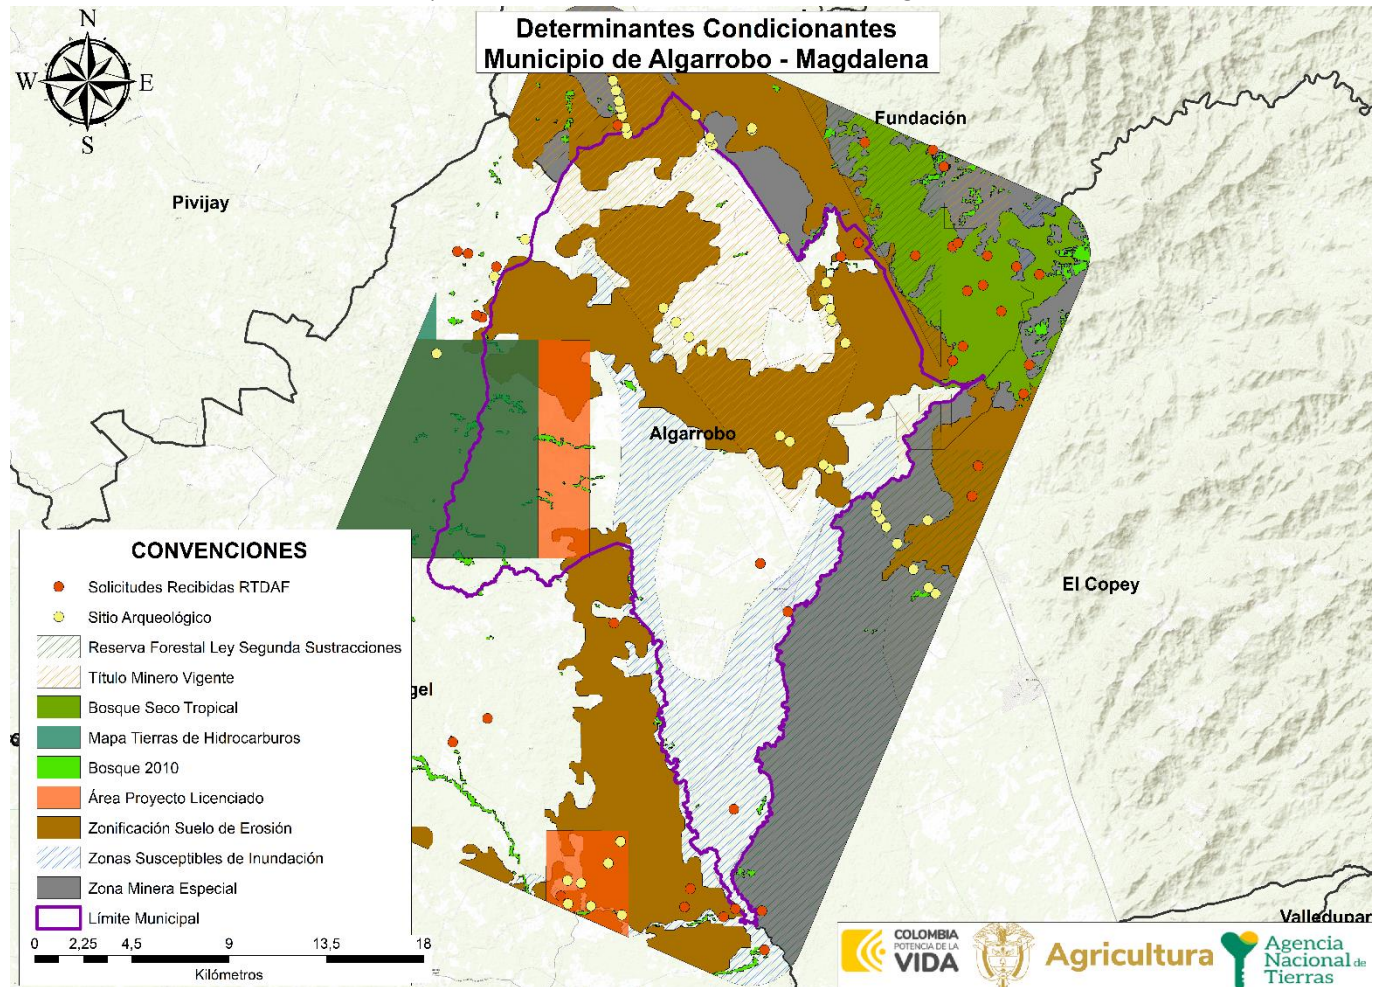 Determinantes Condicionantes
Municipio de Algarrobo - Magdalena
N
W
E
S
Fundación
Pivijay
Algarrobo
El Copey
gel
Valledupar
CONVENCIONES
Solicitudes Recibidas RTDAF
Sitio Arqueológico
Reserva Forestal Ley Segunda Sustracciones
Título Minero Vigente
Bosque Seco Tropical
Mapa Tierras de Hidrocarburos
Bosque 2010
Área Proyecto Licenciado
Zonificación Suelo de Erosión
Zonas Susceptibles de Inundación
Zona Minera Especial
Límite Municipal
0 2,25 4,5 9 13,5 18
Kilómetros
COLOMBIA
POTENCIA DE LA
VIDA
Agricultura
Agencia
Nacional de
Tierras